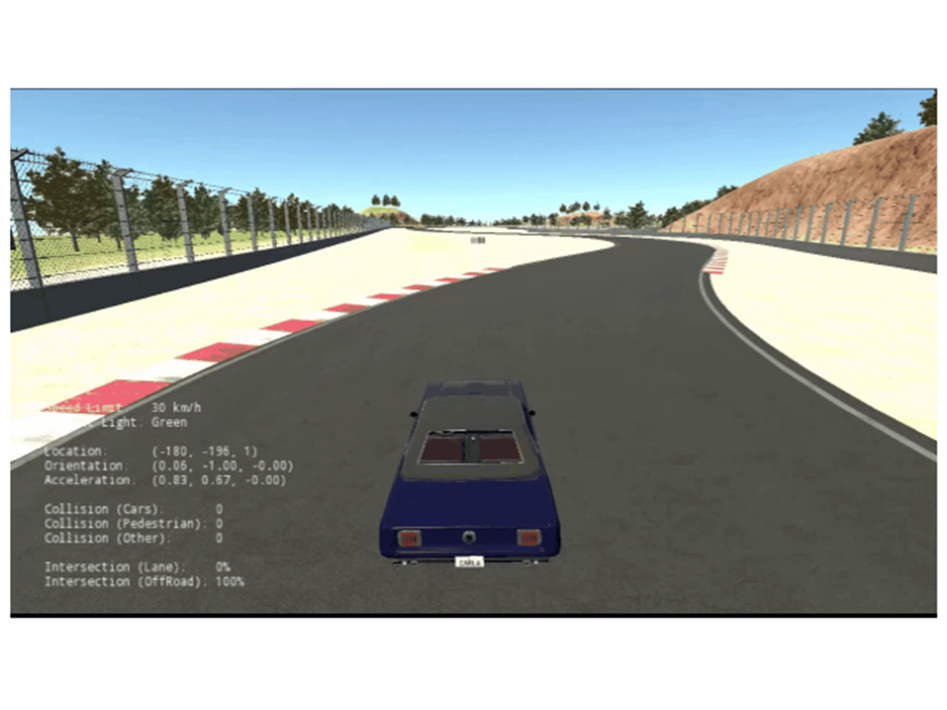 Speed Limit: 30 km/h
Light: Green
Location: (-180, -196, 1)
Orientation: (0.06, -1.00, -0.00)
Acceleration: (0.83, 0.67, -0.00)
Collision (Cars): 0
Collision (Pedestrian): 0
Collision (Other): 0
Intersection (Lane): 0%
Intersection (OffRoad): 100%
CARLA